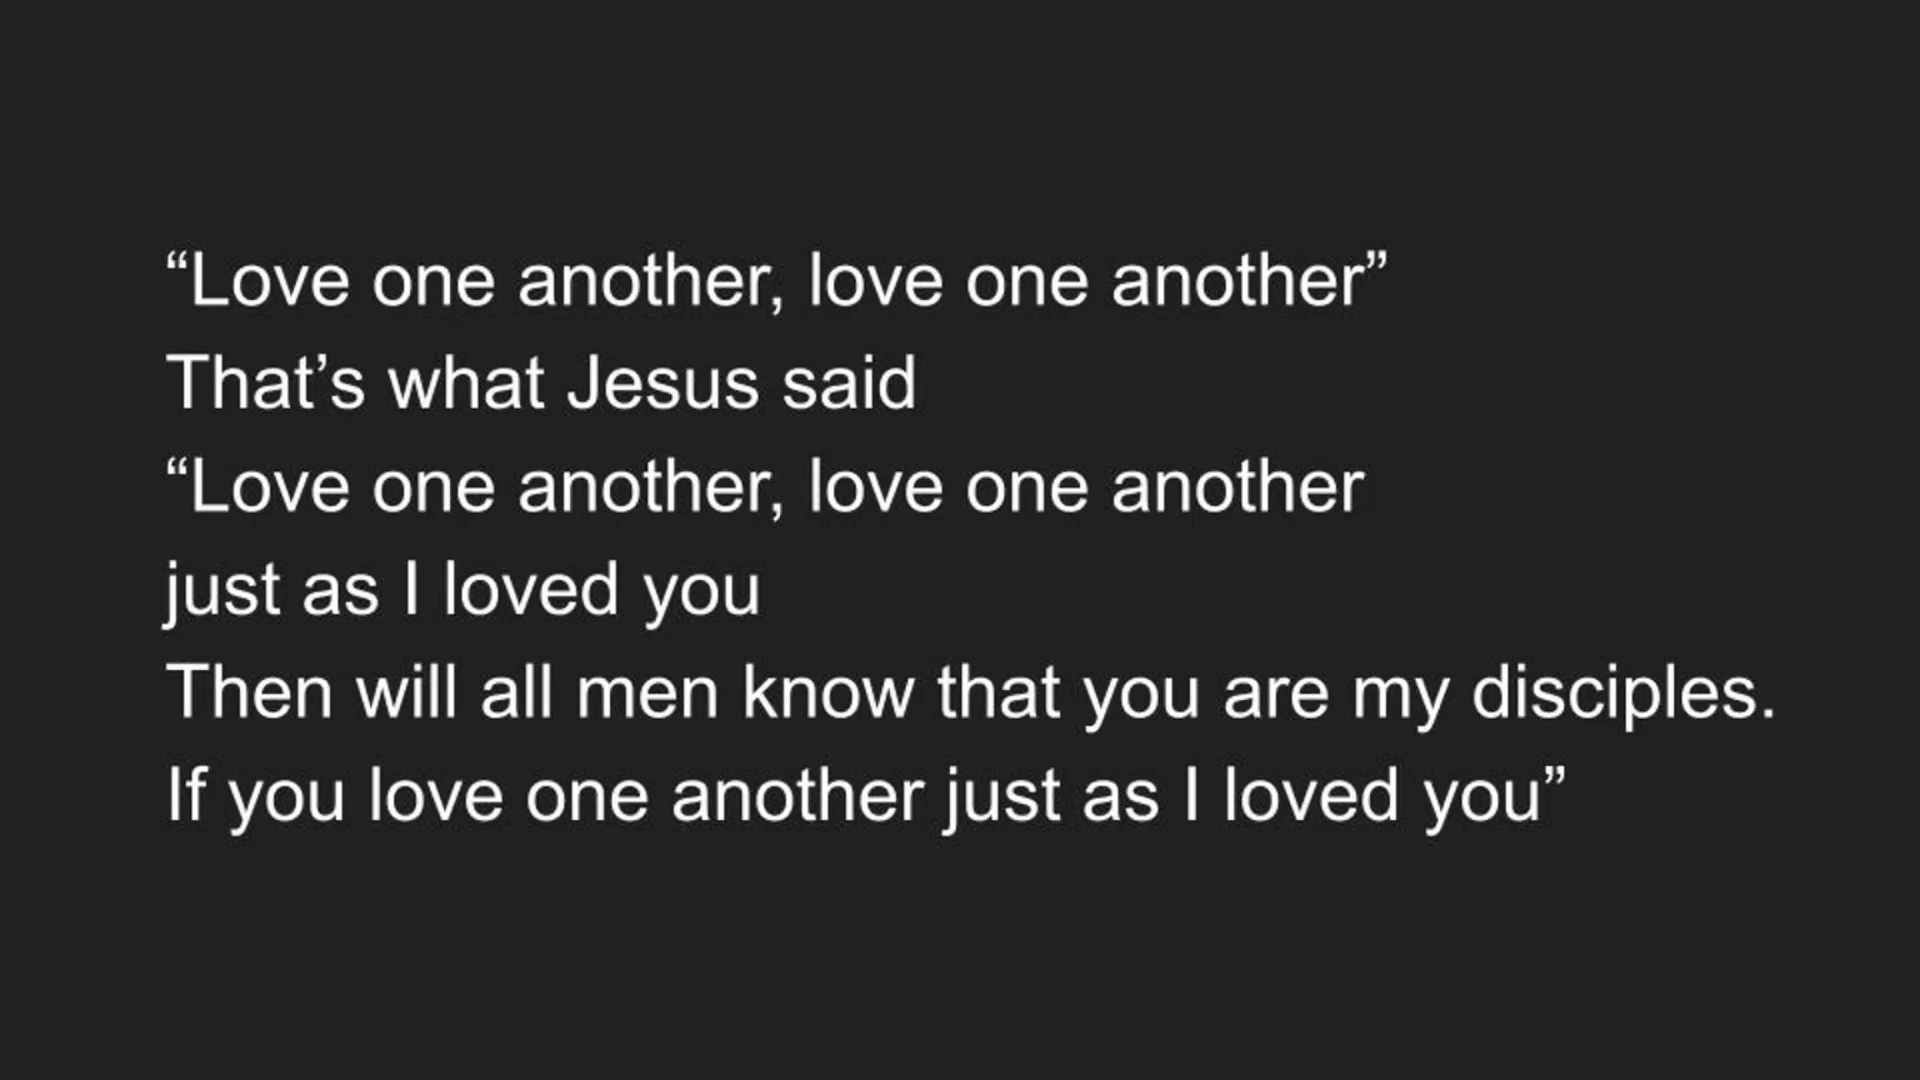 “Love one another, love one another”
That’s what Jesus said
“Love one another, love one another
just as I loved you
Then will all men know that you are my disciples.
If you love one another just as I loved you”